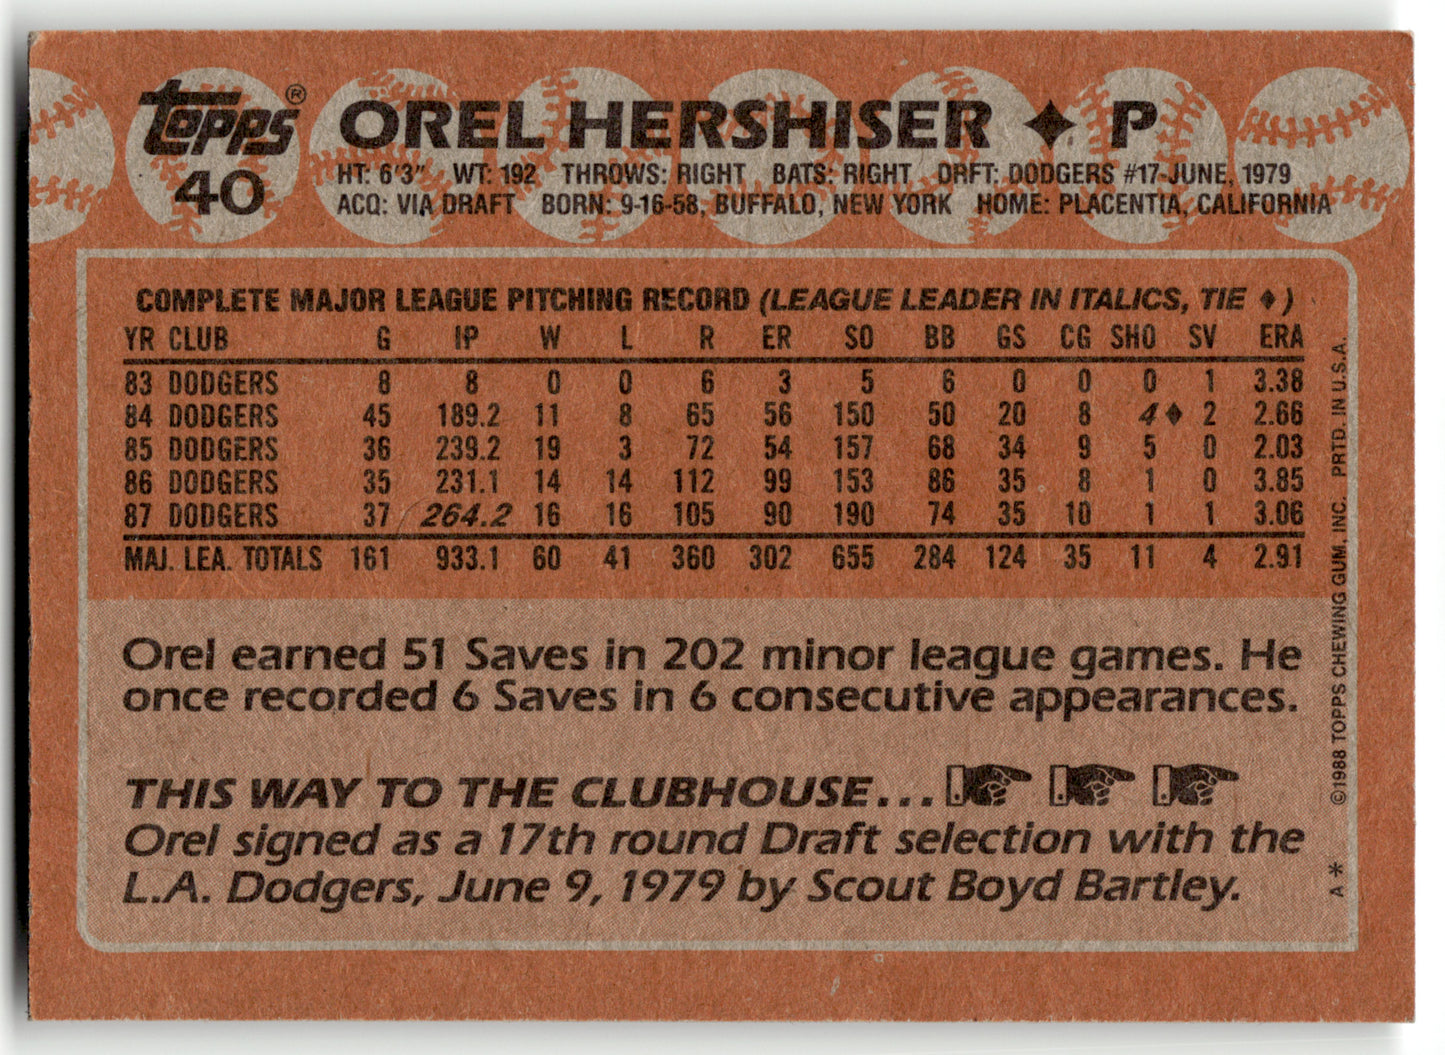 topps® OREL HERSHISER ♦ P
40 HT: 6'3" WT: 192 THROWS: RIGHT BATS: RIGHT DRFT: DODGERS #17-JUNE, 1979
ACQ: VIA DRAFT BORN: 9-16-58, BUFFALO, NEW YORK HOME: PLACENTIA, CALIFORNIA
COMPLETE MAJOR LEAGUE PITCHING RECORD (LEAGUE LEADER IN ITALICS, TIE ♦)
YR CLUB G IP W L R ER SO BB GS CG SHO SV ERA
83 DODGERS 8 8 0 0 6 3 5 6 0 0 0 1 3.38
84 DODGERS 45 189.2 11 8 65 56 150 50 20 8 4♦ 2 2.66
85 DODGERS 36 239.2 19 3 72 54 157 68 34 9 5 0 2.03
86 DODGERS 35 231.1 14 14 112 99 153 86 35 8 1 0 3.85
87 DODGERS 37 264.2 16 16 105 90 190 74 35 10 1 1 3.06
MAJ. LEA. TOTALS 161 933.1 60 41 360 302 655 284 124 35 11 4 2.91
Orel earned 51 Saves in 202 minor league games. He
once recorded 6 Saves in 6 consecutive appearances.
THIS WAY TO THE CLUBHOUSE...
Orel signed as a 17th round Draft selection with the
L.A. Dodgers, June 9, 1979 by Scout Boyd Bartley.
A* ©1988 TOPPS CHEWING GUM, INC. PRTD. IN U.S.A.